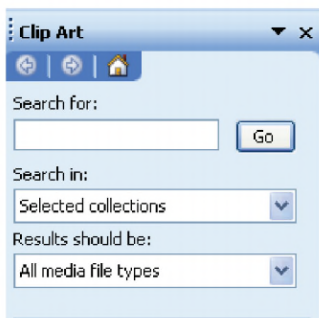 Clip Art
Search for:
Go
Search in:
Selected collections
Results should be:
All media file types